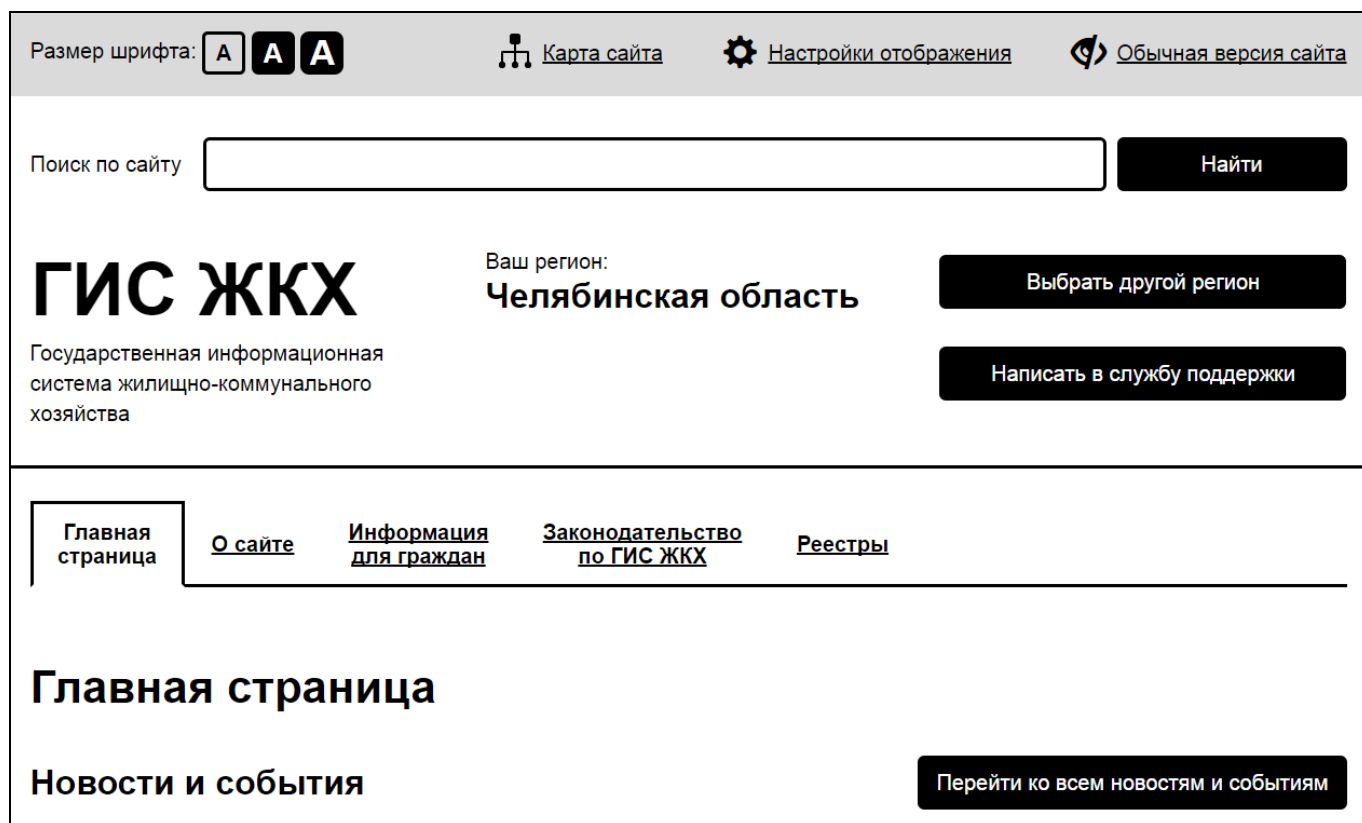 Размер шрифта: A A A Карта сайта Настройки отображения Обычная версия сайта
Поиск по сайту Найти
ГИС ЖКХ
Государственная информационная
система жилищно-коммунального
хозяйства
Ваш регион:
Челябинская область
Выбрать другой регион
Написать в службу поддержки
Главная
страница
О сайте
Информация
для граждан
Законодательство
по ГИС ЖКХ
Реестры
Главная страница
Новости и события Перейти ко всем новостям и событиям